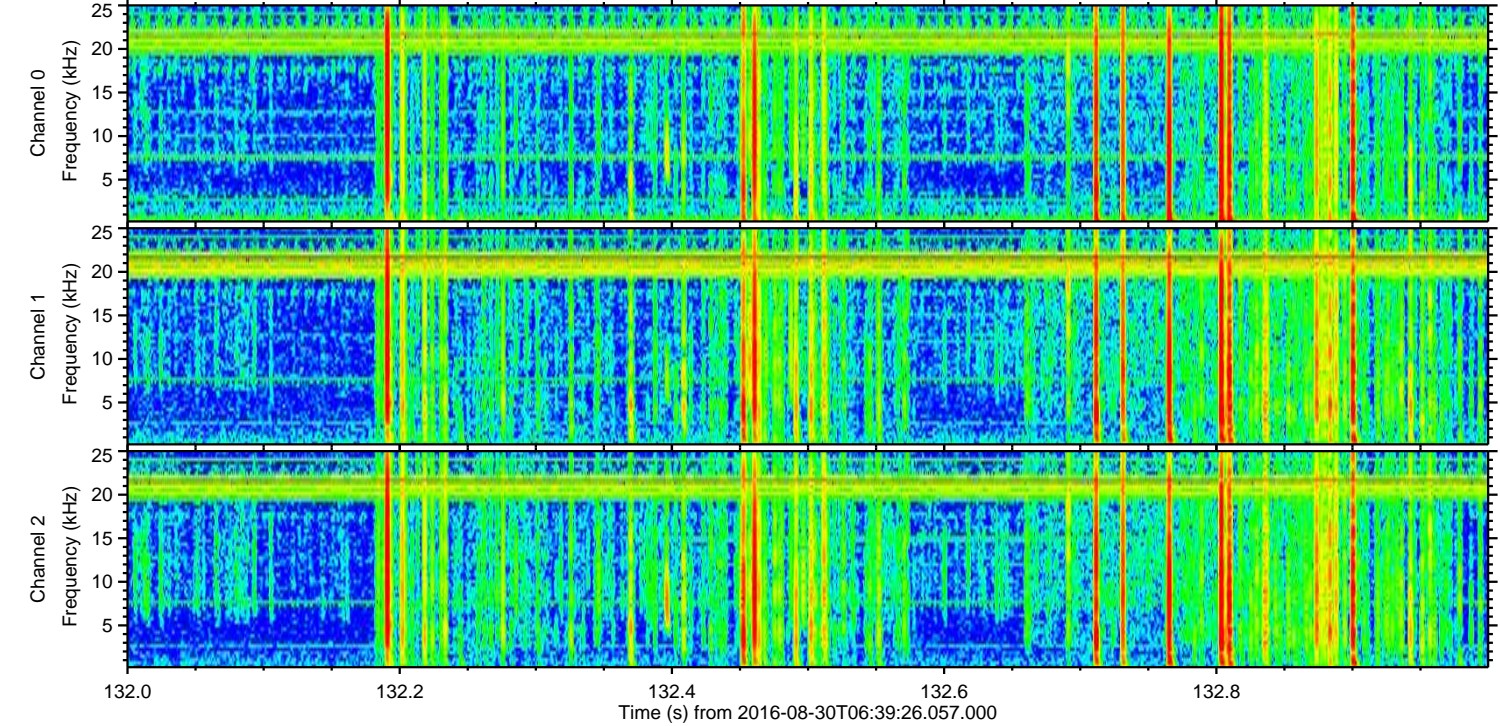 25
20
15
10
5
Channel 0
Frequency (kHz)
25
20
15
10
5
Channel 1
Frequency (kHz)
25
20
15
10
5
Channel 2
Frequency (kHz)
132.0 132.2 132.4 132.6 132.8
Time (s) from 2016-08-30T06:39:26.057.000